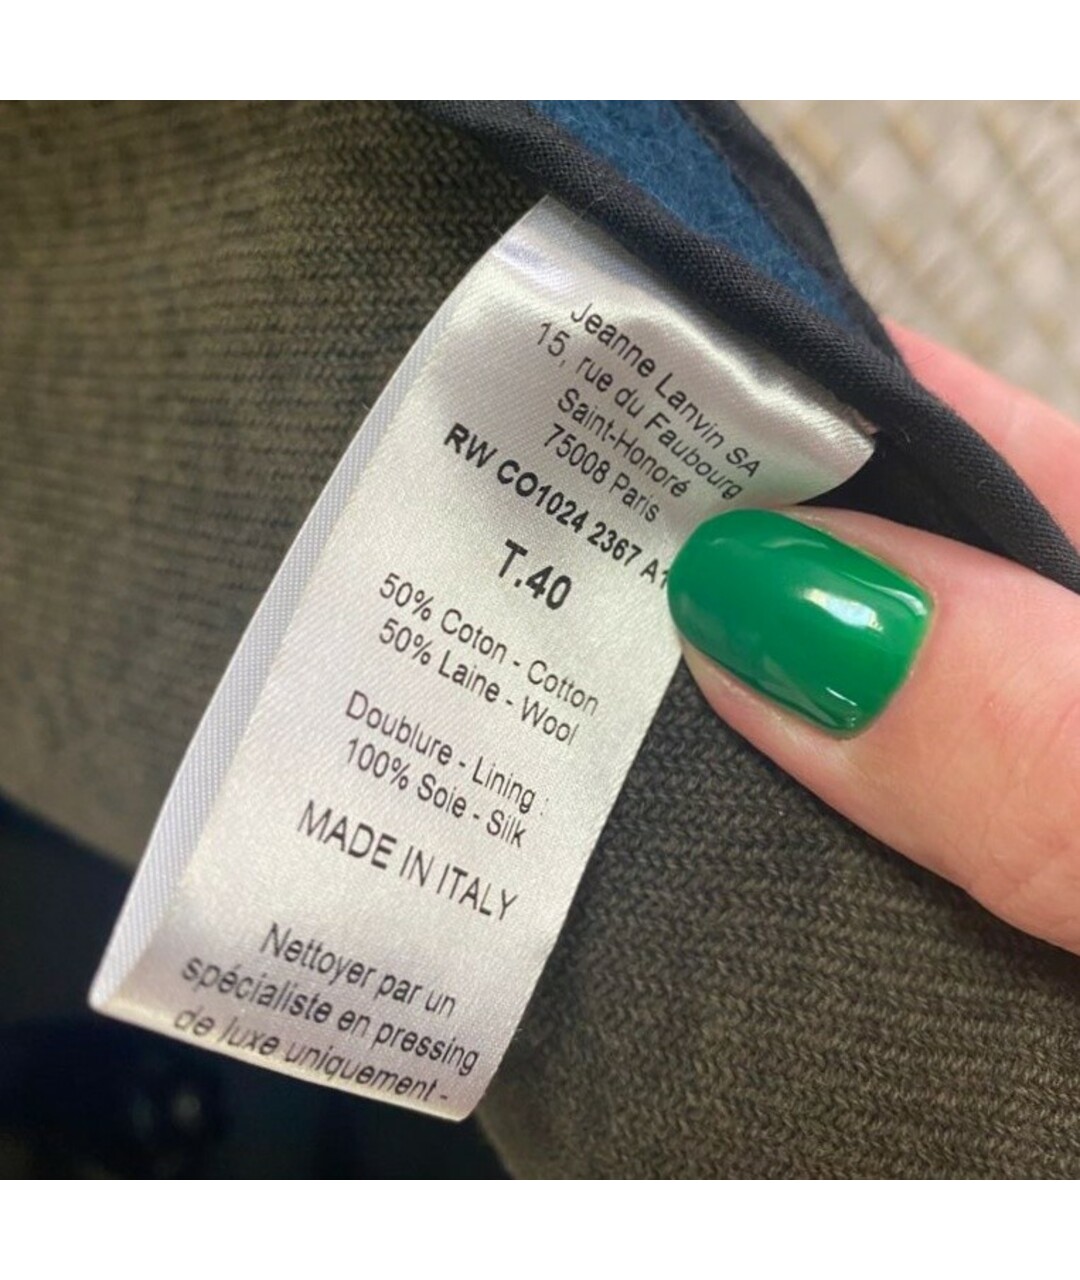 Jeanne Lanvin SA
15, rue du Faubourg
Saint-Honoré
75008 Paris
RW CO1024 2367 A1
T.40
50% Coton - Cotton
50% Laine - Wool
Doublure - Lining :
100% Soie - Silk
MADE IN ITALY
Nettoyer par un
spécialiste en pressing
de luxe uniquement -